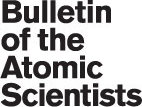 Bulletin
of the
Atomic
Scientists